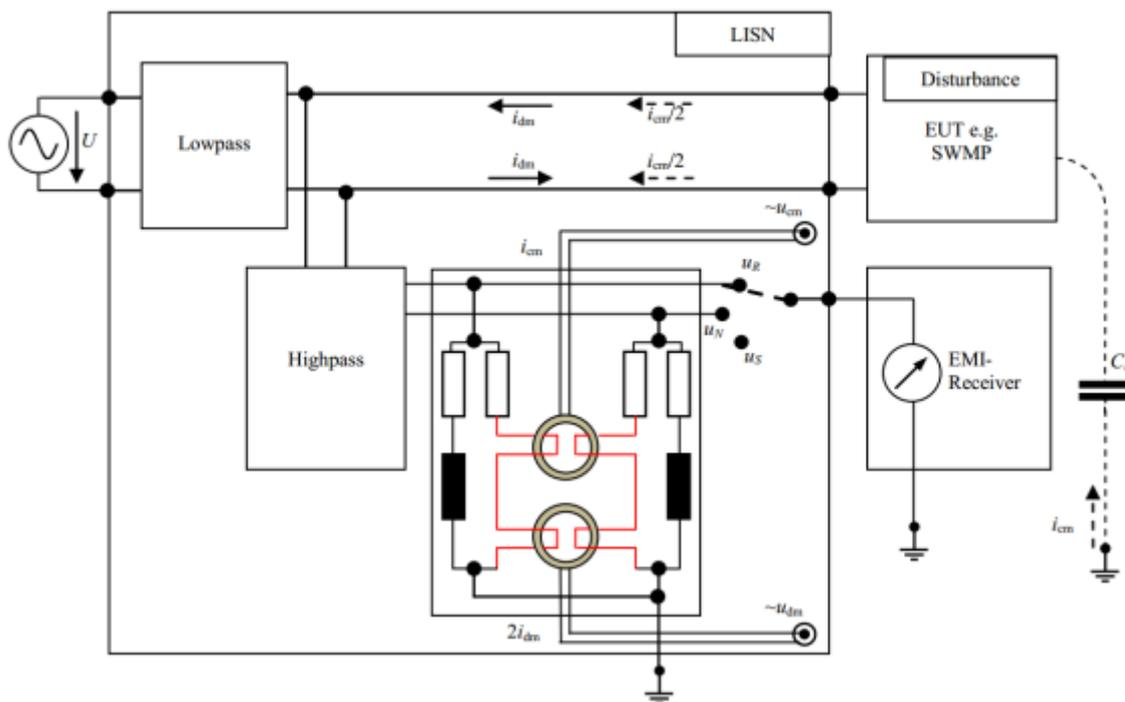 LISN
Disturbance
EUT e.g.
SWMP
Lowpass
U
i_dm
i_cm/2
i_dm
i_cm/2
~u_cm
i_cm
u_R
u_N
u_S
Highpass
EMI-
Receiver
i_cm
2i_dm
~u_dm